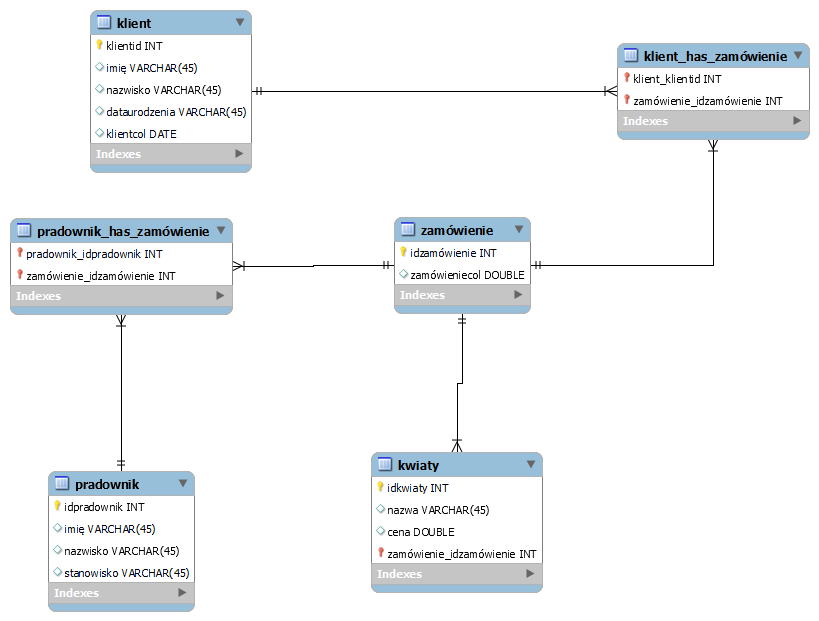 klient
klientid INT
imię VARCHAR(45)
nazwisko VARCHAR(45)
dataurodzenia VARCHAR(45)
klientcol DATE
Indexes
klient_has_zamówienie
klient_klientid INT
zamówienie_idzamówienie INT
Indexes
pradownik_has_zamówienie
pradownik_idpradownik INT
zamówienie_idzamówienie INT
Indexes
zamówienie
idzamówienie INT
zamówieniecol DOUBLE
Indexes
pradownik
idpradownik INT
imię VARCHAR(45)
nazwisko VARCHAR(45)
stanowisko VARCHAR(45)
Indexes
kwiaty
idkwiaty INT
nazwa VARCHAR(45)
cena DOUBLE
zamówienie_idzamówienie INT
Indexes